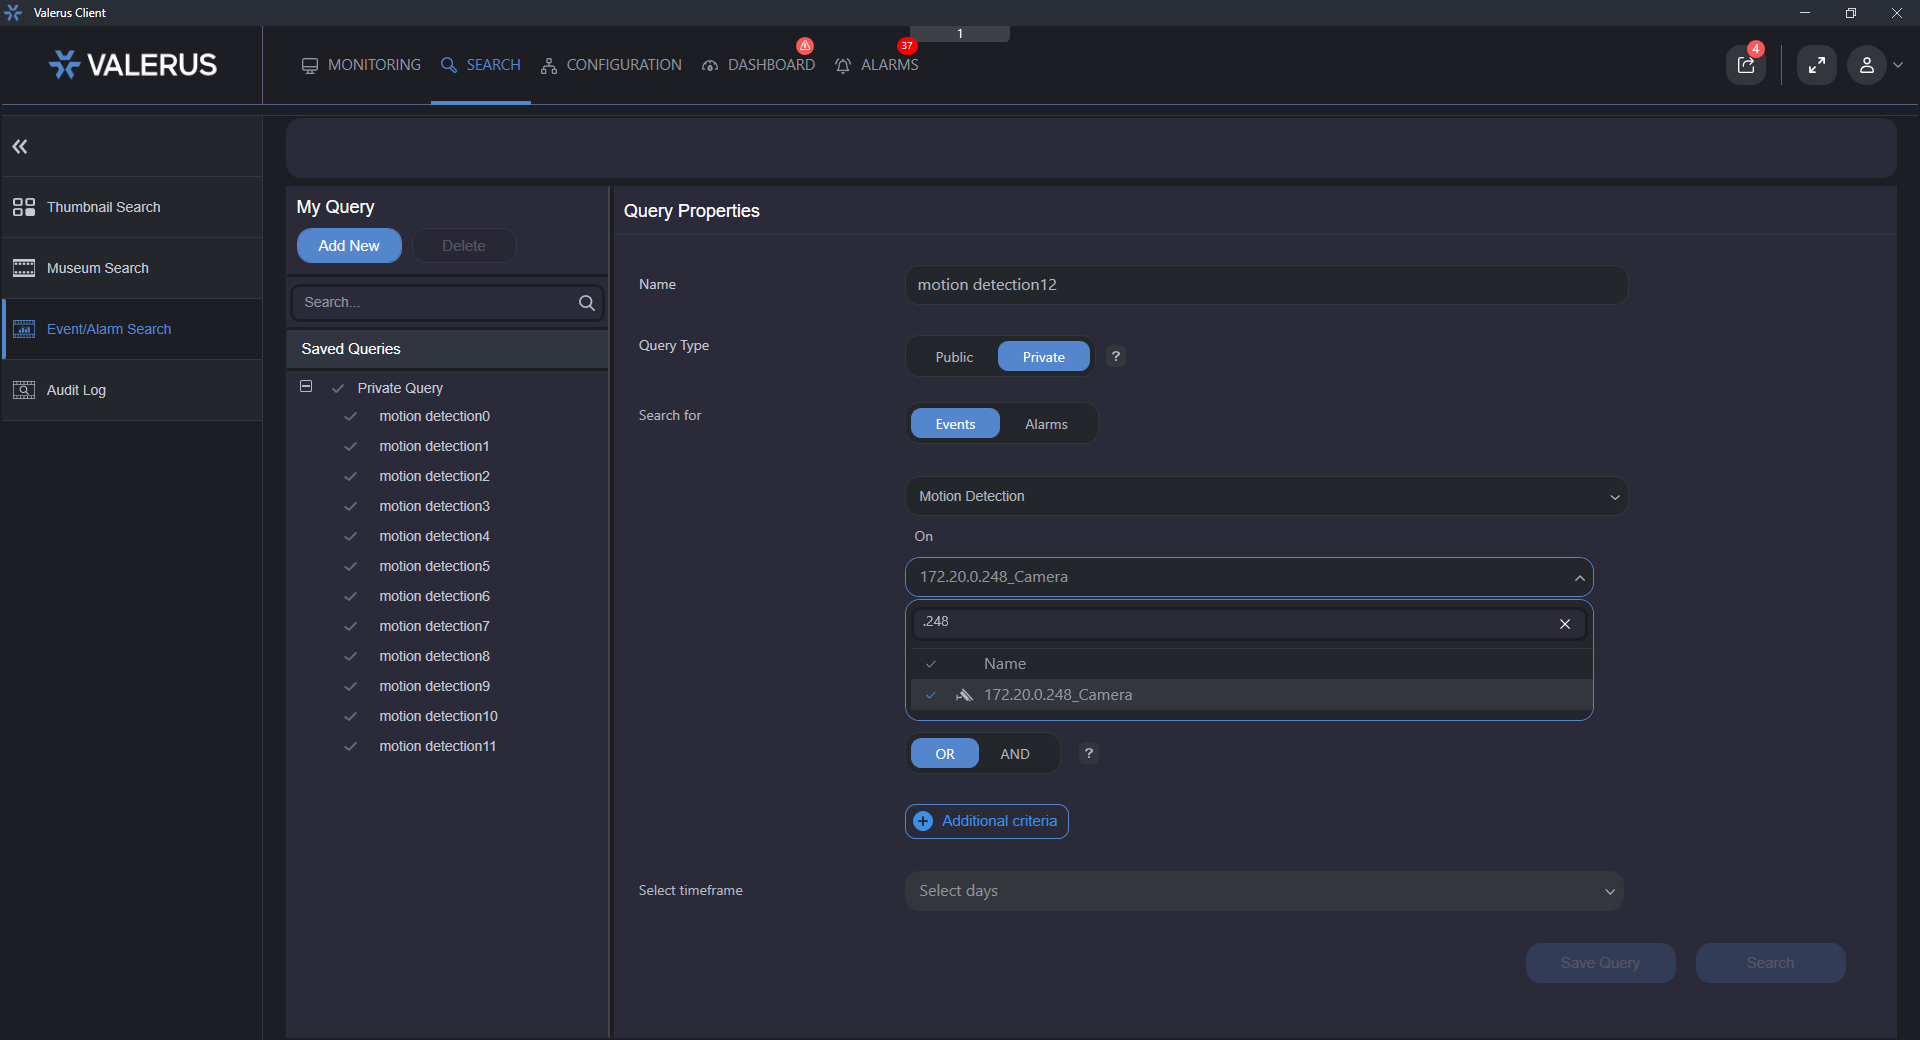 Valerus Client
1
VALERUS
MONITORING
SEARCH
CONFIGURATION
DASHBOARD
37
ALARMS
4
Thumbnail Search
Museum Search
Event/Alarm Search
Audit Log
My Query
Add New
Delete
Search...
Saved Queries
Private Query
motion detection0
motion detection1
motion detection2
motion detection3
motion detection4
motion detection5
motion detection6
motion detection7
motion detection8
motion detection9
motion detection10
motion detection11
Query Properties
Name
motion detection12
Query Type
Public
Private
?
Search for
Events
Alarms
Motion Detection
On
172.20.0.248_Camera
.248
Name
172.20.0.248_Camera
OR
AND
?
Additional criteria
Select timeframe
Select days
Save Query
Search